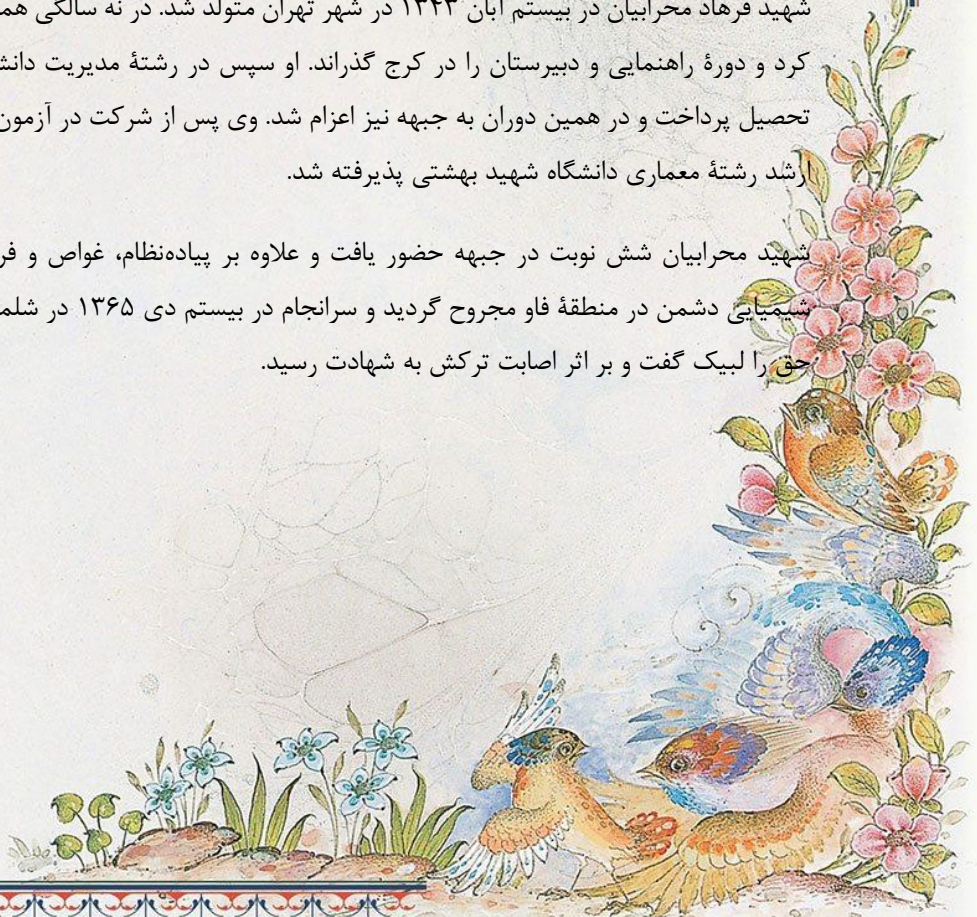 شهید فرهاد محرابیان در بیستم آبان ۱۳۴۳ در شهر تهران متولد شد. در نه سالگی
کرد و دورهٔ راهنمایی و دبیرستان را در کرج گذراند. او سپس در رشتهٔ مدیریت
تحصیل پرداخت و در همین دوران به جبهه نیز اعزام شد. وی پس از شرکت در آزمون
ارشد رشتهٔ معماری دانشگاه شهید بهشتی پذیرفته شد.
شهید محرابیان شش نوبت در جبهه حضور یافت و علاوه بر پیاده‌نظام، غواص و
شیمیایی دشمن در منطقهٔ فاو مجروح گردید و سرانجام در بیستم دی ۱۳۶۵ در
حق را لبیک گفت و بر اثر اصابت ترکش به شهادت رسید.